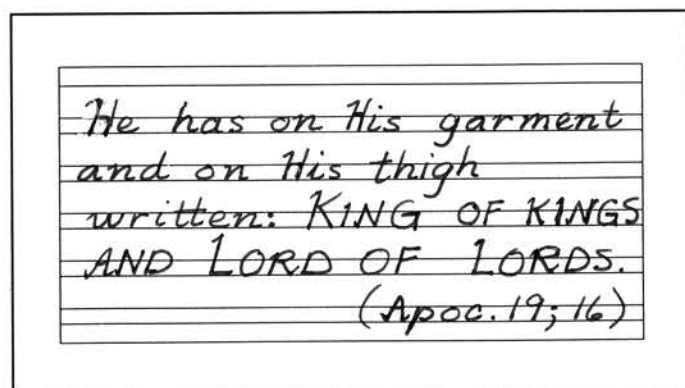 He has on His garment
and on His thigh
written: KING OF KINGS
AND LORD OF LORDS.
(Apoc. 19; 16)